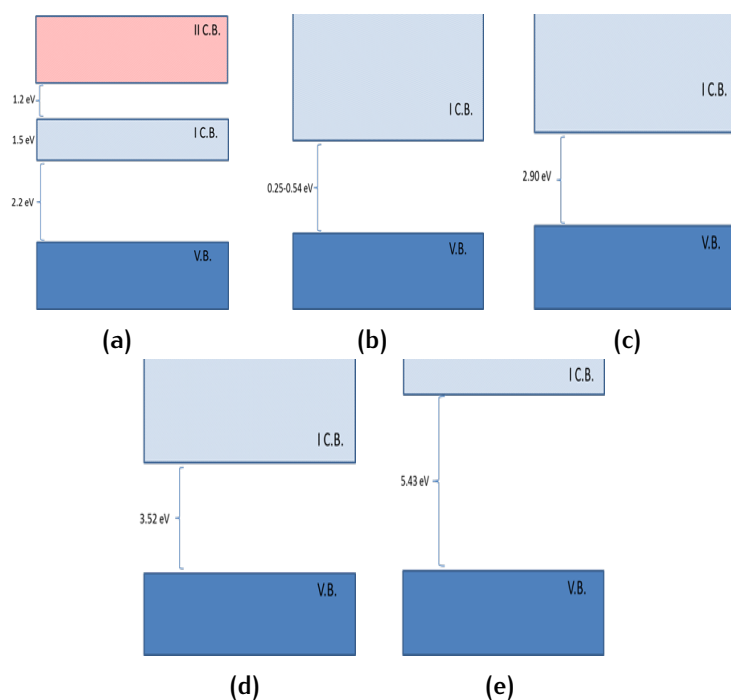 II C.B.
1.2 eV
1.5 eV
I C.B.
2.2 eV
V.B.
(a)
I C.B.
0.25-0.54 eV
V.B.
(b)
I C.B.
2.90 eV
V.B.
(c)
I C.B.
3.52 eV
V.B.
(d)
I C.B.
5.43 eV
V.B.
(e)